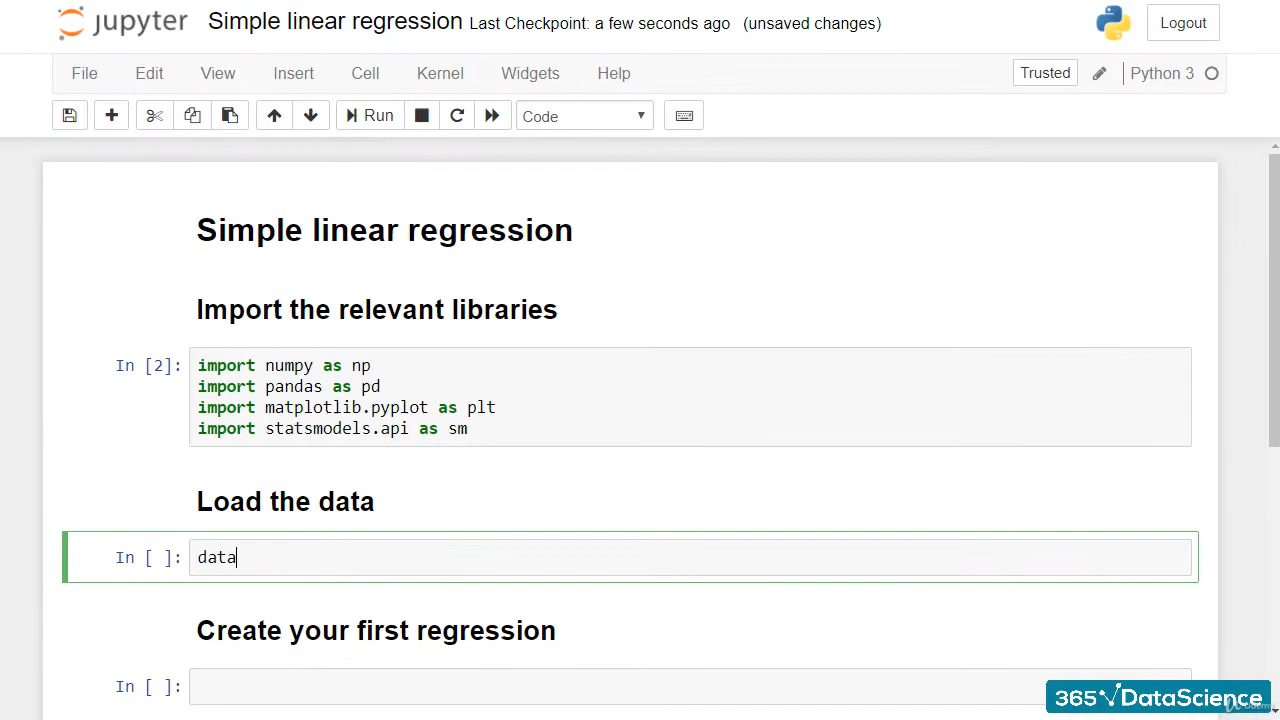 jupyter Simple linear regression Last Checkpoint: a few seconds ago (unsaved changes) Logout
File Edit View Insert Cell Kernel Widgets Help Trusted Python 3
Run Code
Simple linear regression
Import the relevant libraries
In [2]: import numpy as np
import pandas as pd
import matplotlib.pyplot as plt
import statsmodels.api as sm
Load the data
In [ ]: data
Create your first regression
In [ ]:
365 DataScience
Udemy